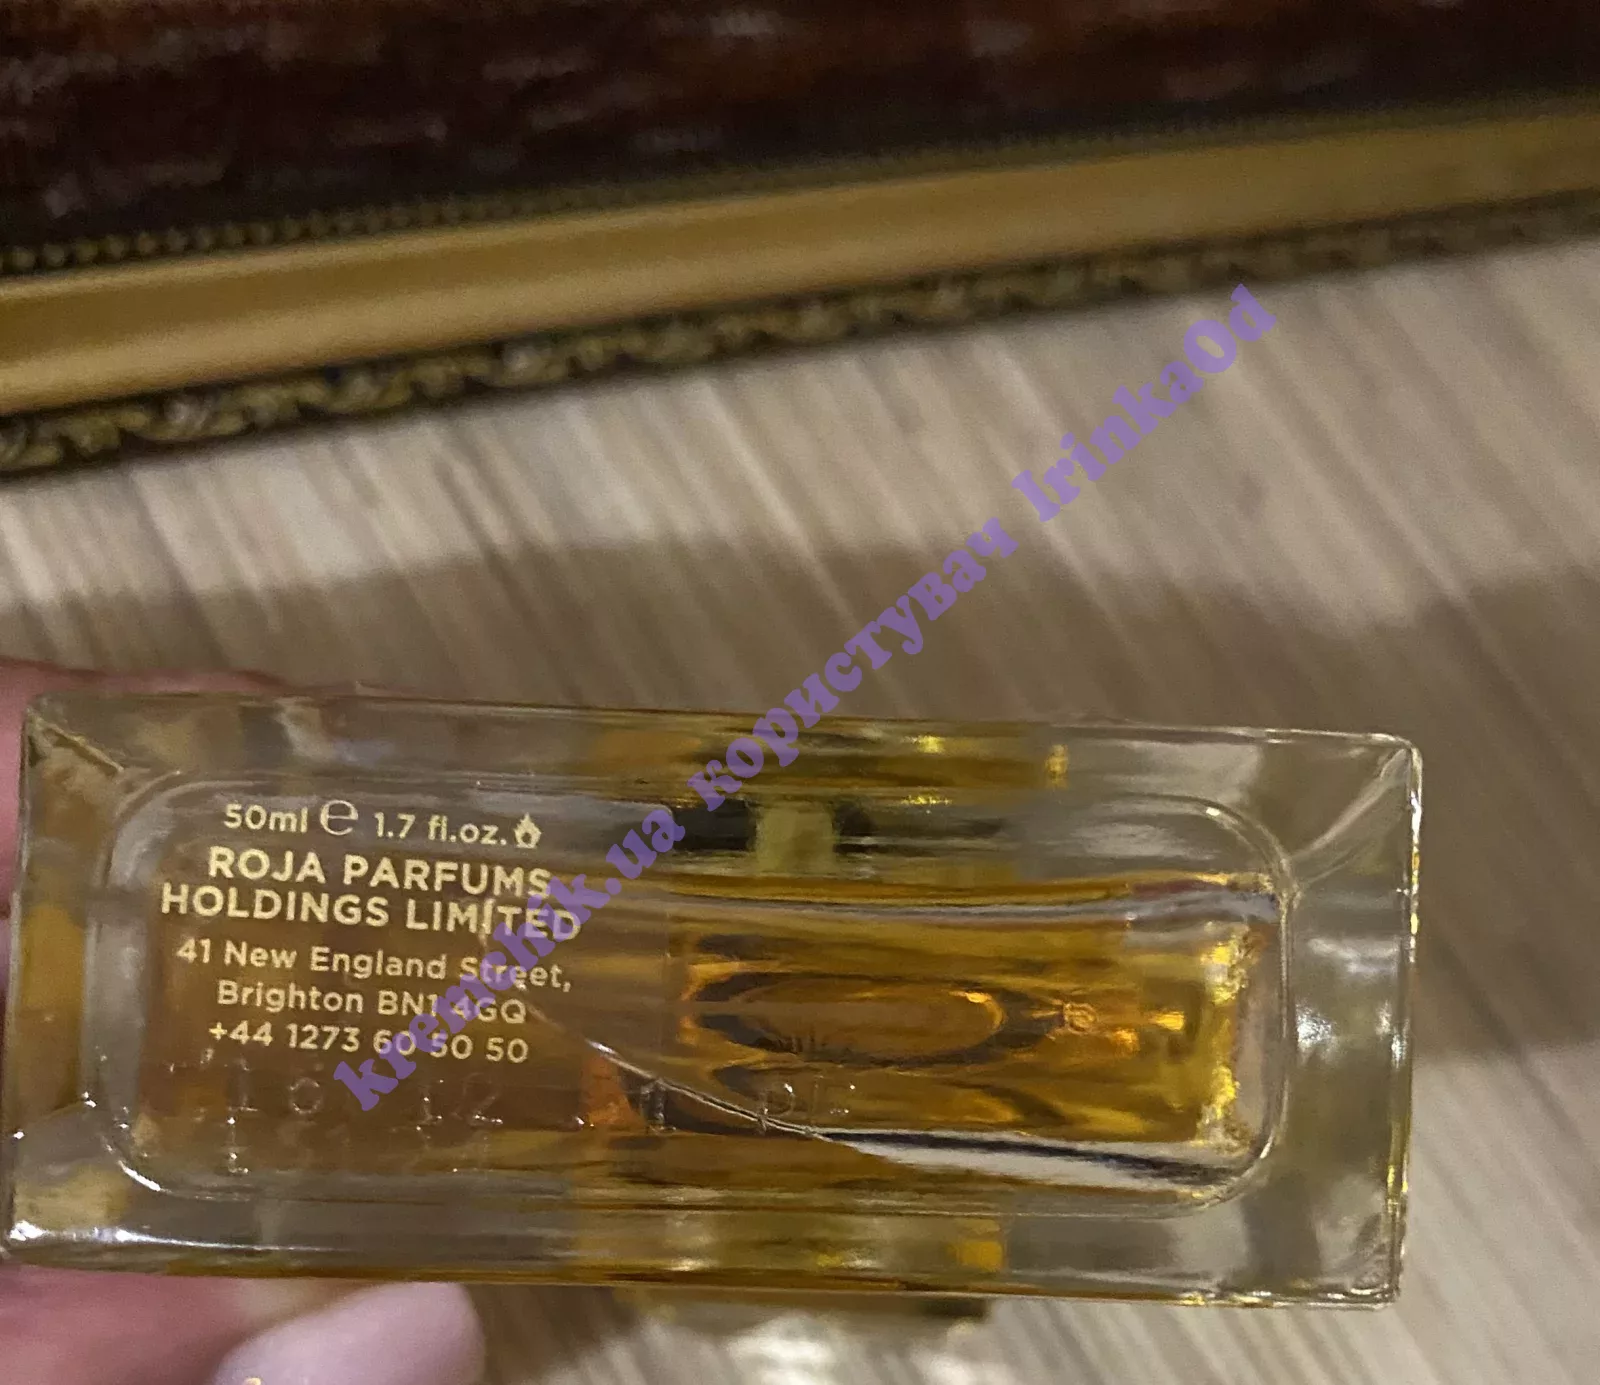 50ml ℮ 1.7 fl.oz.
ROJA PARFUMS
HOLDINGS LIMITED
41 New England Street,
Brighton BN1 4GQ
+44 1273 60 50 50
kremchik.ua користувач IrinkaOd